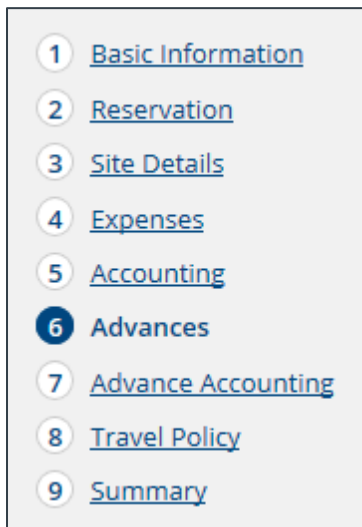 1 Basic Information
2 Reservation
3 Site Details
4 Expenses
5 Accounting
6 Advances
7 Advance Accounting
8 Travel Policy
9 Summary